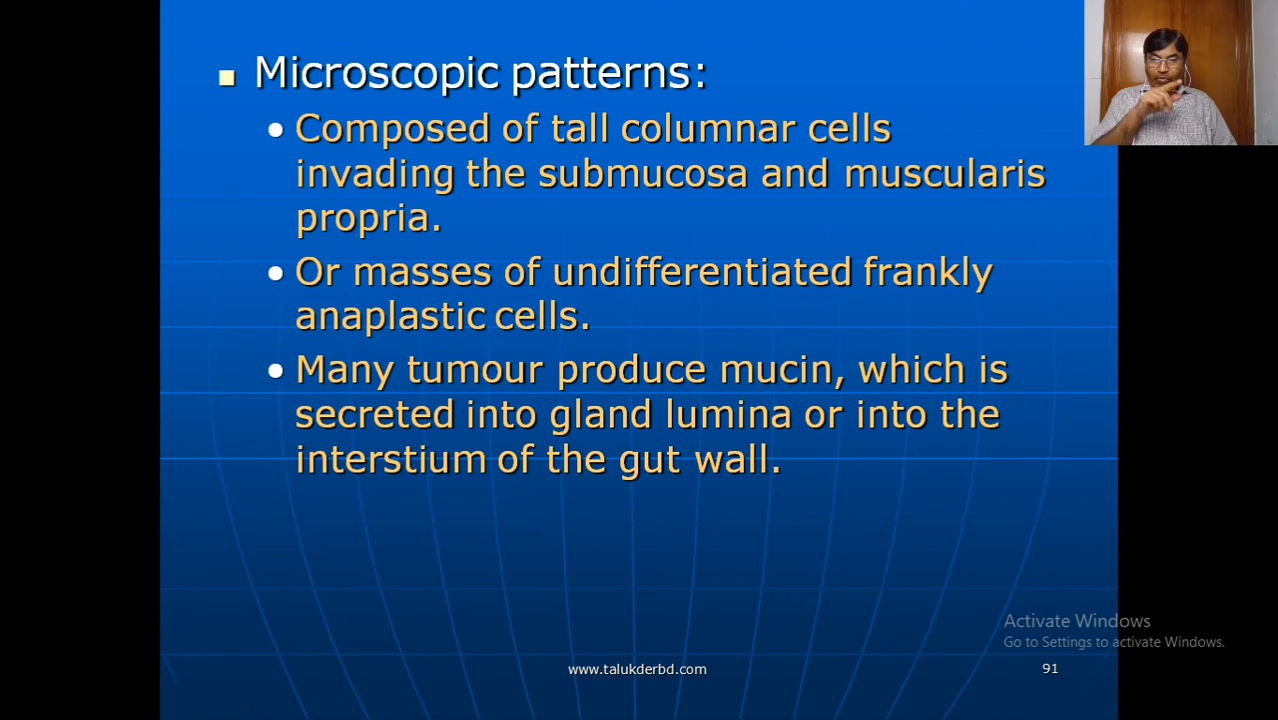 Microscopic patterns:
Composed of tall columnar cells
invading the submucosa and muscularis
propria.
Or masses of undifferentiated frankly
anaplastic cells.
Many tumour produce mucin, which is
secreted into gland lumina or into the
interstium of the gut wall.
Activate Windows
Go to Settings to activate Windows.
www.talukderbd.com
91